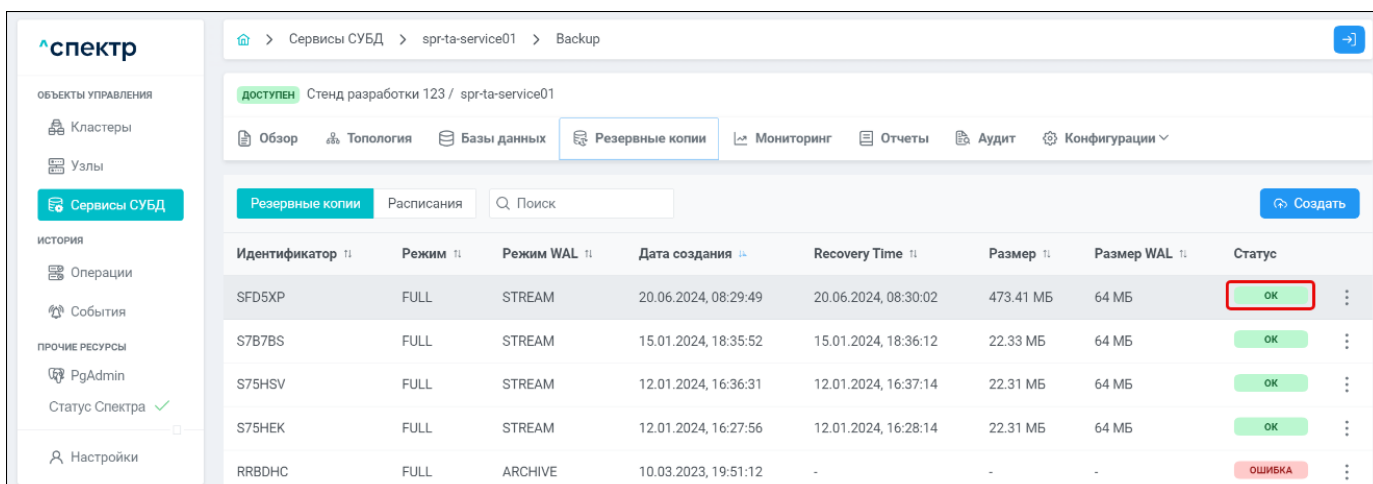 ^спектр
ОБЪЕКТЫ УПРАВЛЕНИЯ
Кластеры
Узлы
Сервисы СУБД
ИСТОРИЯ
Операции
События
ПРОЧИЕ РЕСУРСЫ
PgAdmin
Статус Спектра
Настройки
> Сервисы СУБД > spr-ta-service01 > Backup
ДОСТУПЕН Стенд разработки 123 / spr-ta-service01
Обзор Топология Базы данных Резервные копии Мониторинг Отчеты Аудит Конфигурации
Резервные копии Расписания Поиск Создать
Идентификатор Режим Режим WAL Дата создания Recovery Time Размер Размер WAL Статус
SFD5XP FULL STREAM 20.06.2024, 08:29:49 20.06.2024, 08:30:02 473.41 МБ 64 МБ ОК
S7B7BS FULL STREAM 15.01.2024, 18:35:52 15.01.2024, 18:36:12 22.33 МБ 64 МБ ОК
S75HSV FULL STREAM 12.01.2024, 16:36:31 12.01.2024, 16:37:14 22.31 МБ 64 МБ ОК
S75HEK FULL STREAM 12.01.2024, 16:27:56 12.01.2024, 16:28:14 22.31 МБ 64 МБ ОК
RRBDHC FULL ARCHIVE 10.03.2023, 19:51:12 - - - ОШИБКА